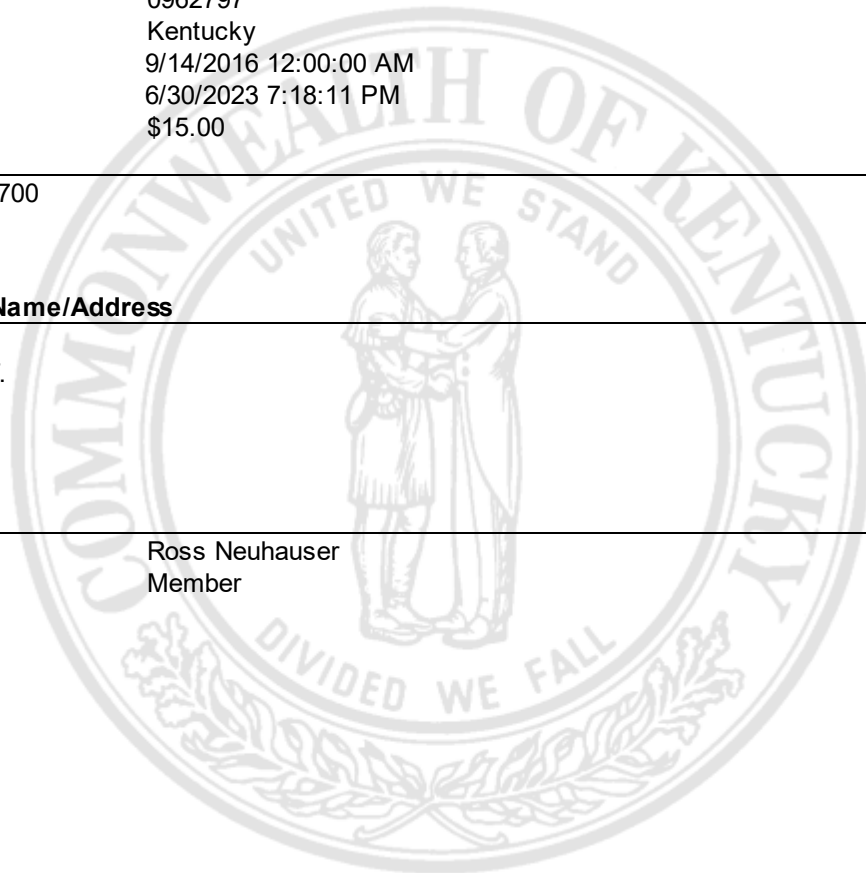 0962797
Kentucky
9/14/2016 12:00:00 AM
6/30/2023 7:18:11 PM
$15.00
700
Name/Address
Ross Neuhauser
Member
COMMONWEALTH OF KENTUCKY
UNITED WE STAND
DIVIDED WE FALL